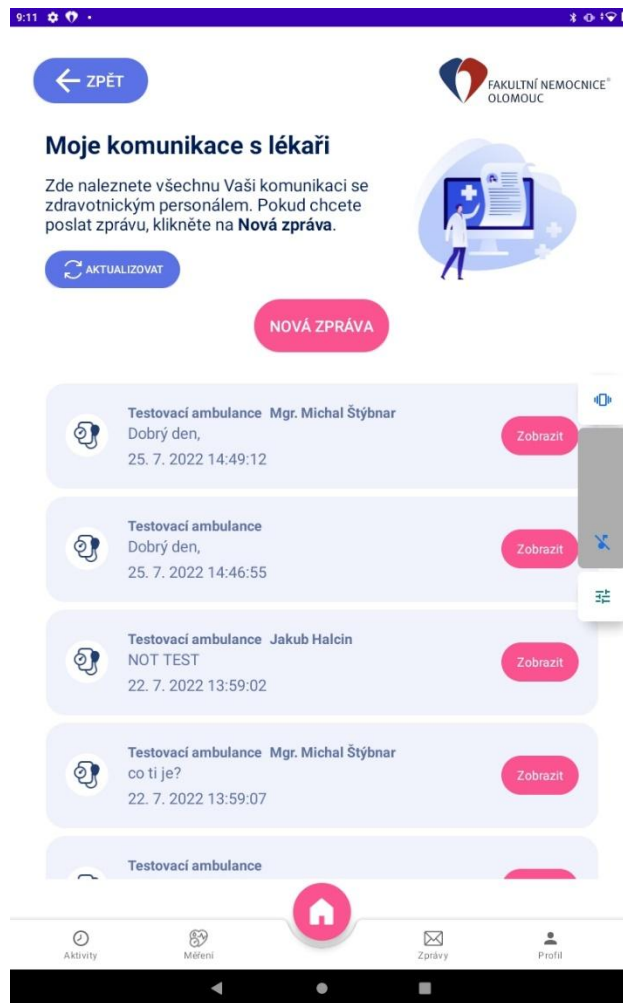 9:11
ZPĚT
FAKULTNÍ NEMOCNICE®
OLOMOUC
Moje komunikace s lékaři
Zde naleznete všechnu Vaši komunikaci se
zdravotnickým personálem. Pokud chcete
poslat zprávu, klikněte na Nová zpráva.
AKTUALIZOVAT
NOVÁ ZPRÁVA
Testovací ambulance Mgr. Michal Štýbnar
Dobrý den,
25. 7. 2022 14:49:12
Zobrazit
Testovací ambulance
Dobrý den,
25. 7. 2022 14:46:55
Zobrazit
Testovací ambulance Jakub Halcin
NOT TEST
22. 7. 2022 13:59:02
Zobrazit
Testovací ambulance Mgr. Michal Štýbnar
co ti je?
22. 7. 2022 13:59:07
Zobrazit
Testovací ambulance
Aktivity
Měření
Zprávy
Profil